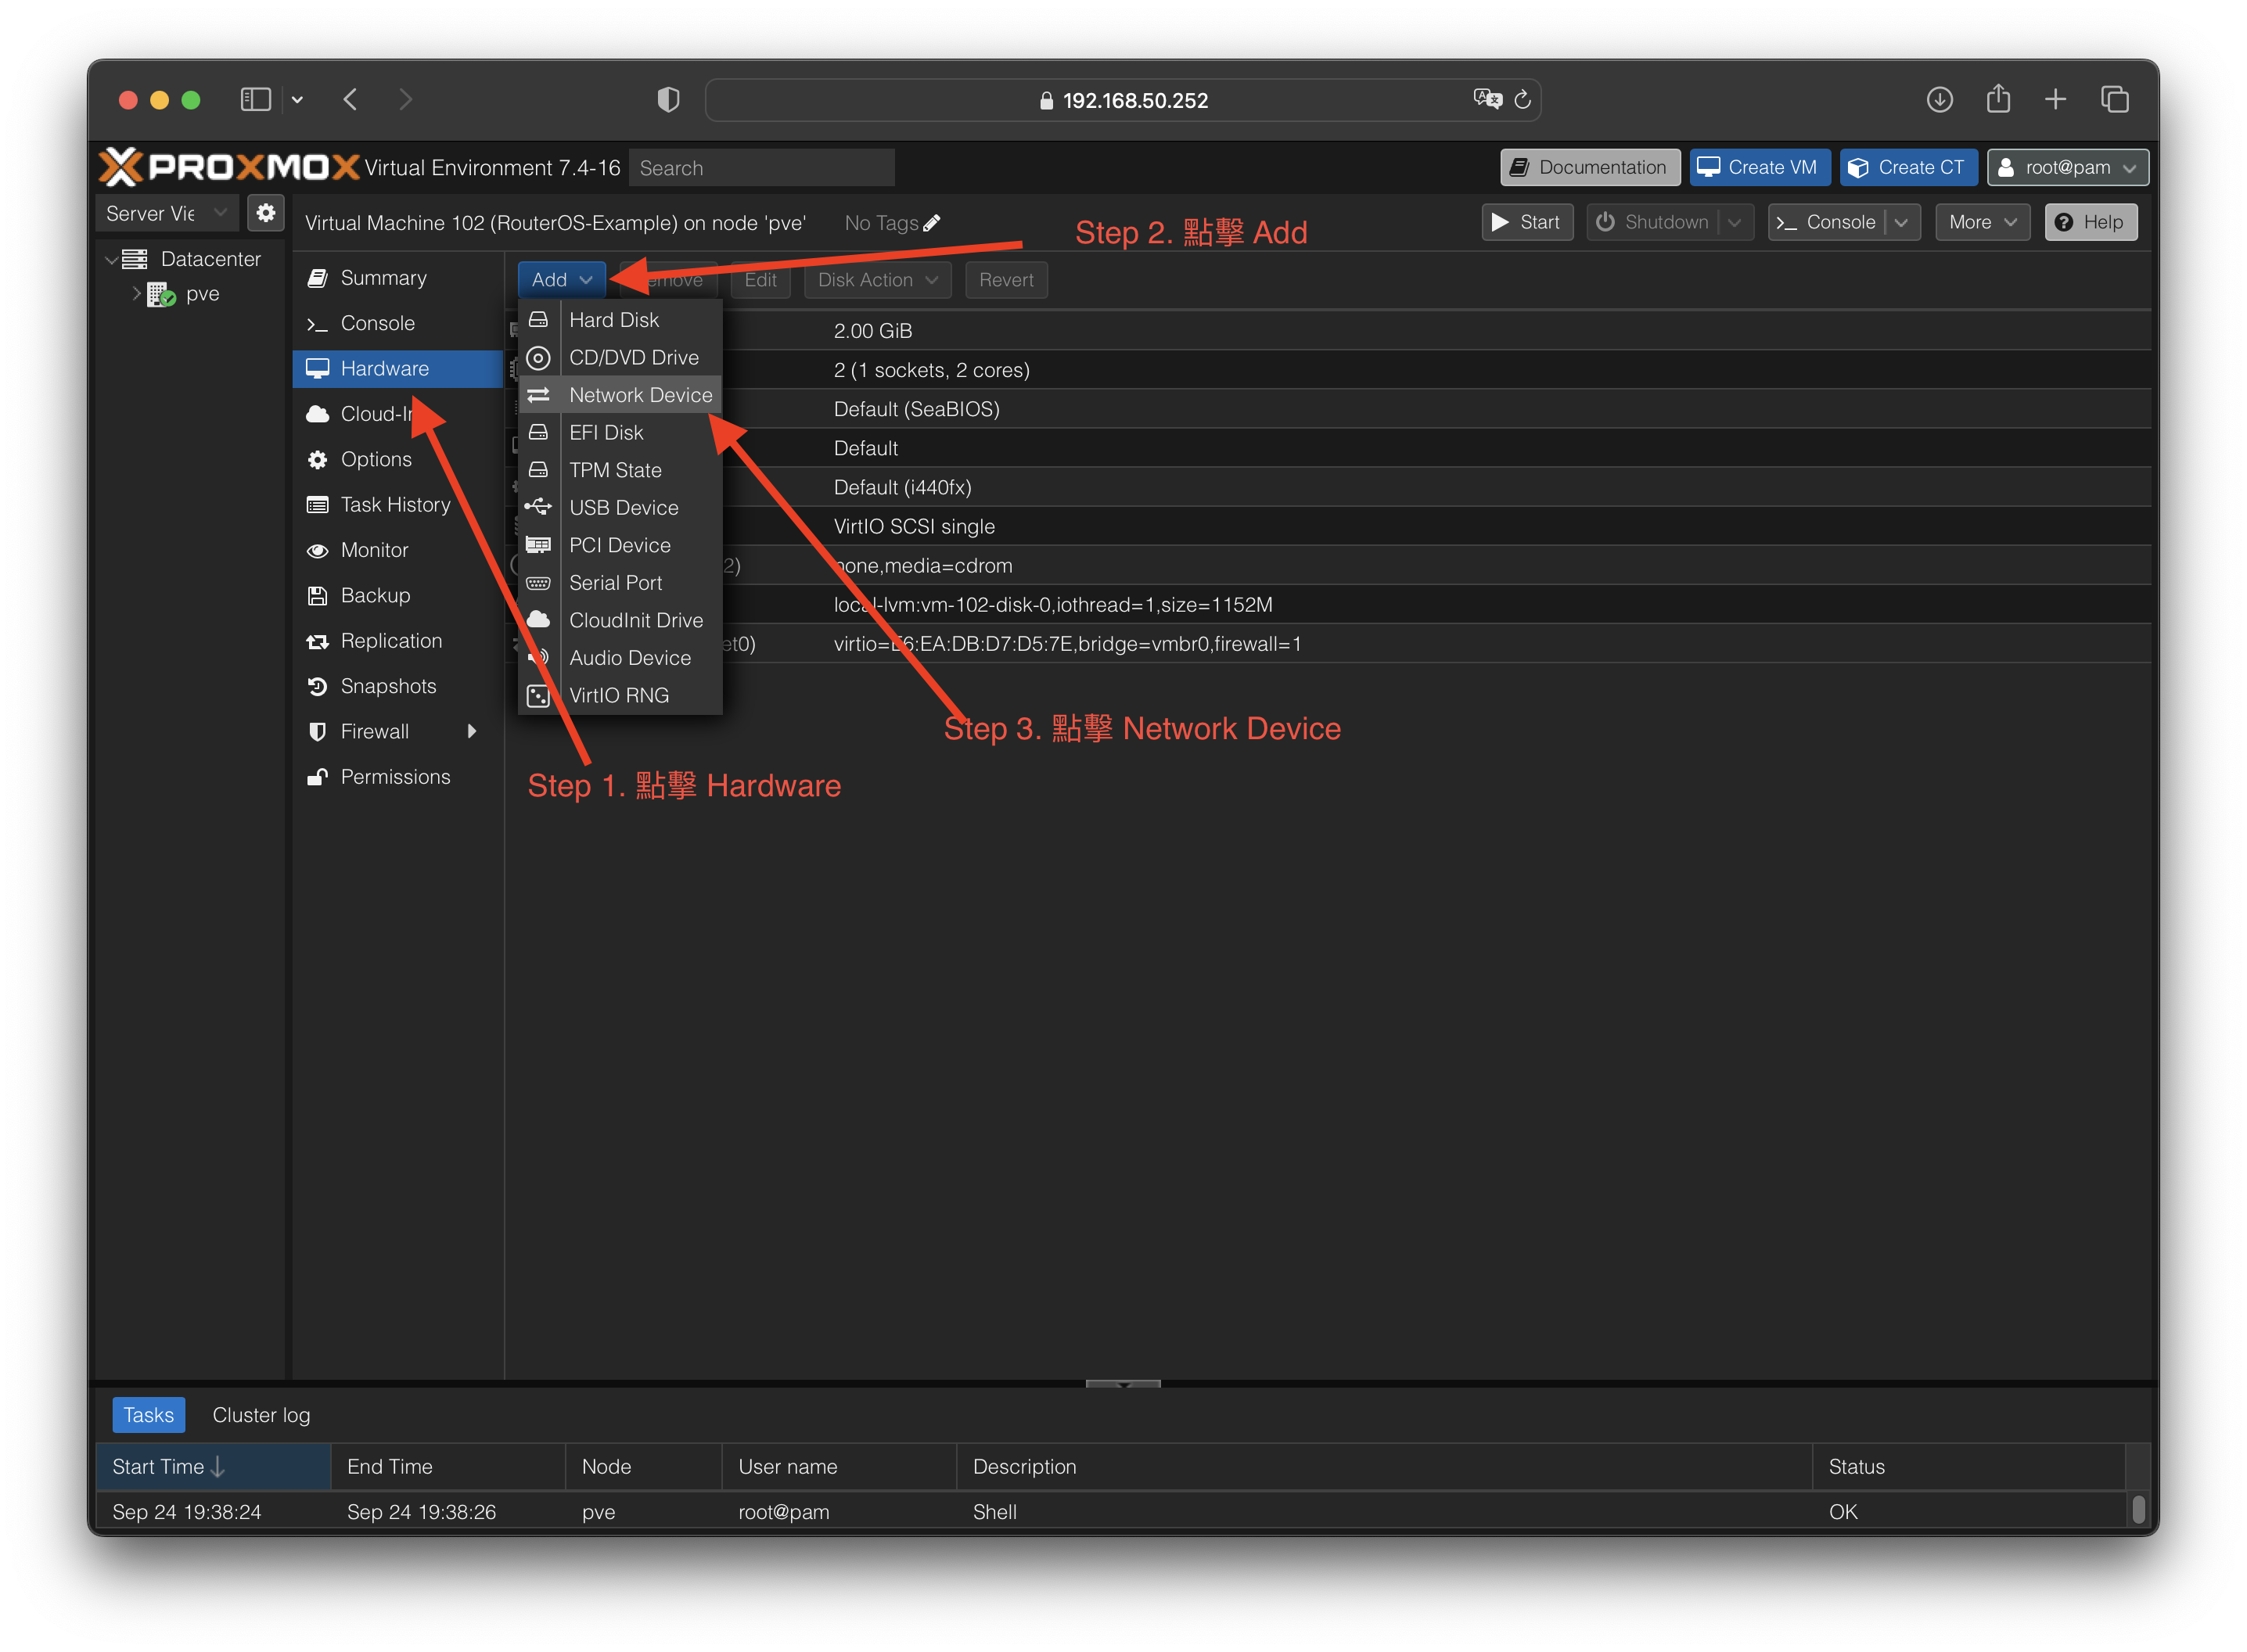 192.168.50.252
PROXMOX Virtual Environment 7.4-16 Search Documentation Create VM Create CT root@pam
Server Vie Virtual Machine 102 (RouterOS-Example) on node 'pve' No Tags Start Shutdown Console More Help
Step 2. 點擊 Add
Datacenter
pve
Summary
Console
Hardware
Cloud-In
Options
Task History
Monitor
Backup
Replication
Snapshots
Firewall
Permissions
Add Remove Edit Disk Action Revert
Hard Disk
CD/DVD Drive
Network Device
EFI Disk
TPM State
USB Device
PCI Device
Serial Port
CloudInit Drive
Audio Device
VirtIO RNG
2.00 GiB
2 (1 sockets, 2 cores)
Default (SeaBIOS)
Default
Default (i440fx)
VirtIO SCSI single
2) none,media=cdrom
local-lvm:vm-102-disk-0,iothread=1,size=1152M
et0) virtio=E6:EA:DB:D7:D5:7E,bridge=vmbr0,firewall=1
Step 3. 點擊 Network Device
Step 1. 點擊 Hardware
Tasks Cluster log
Start Time End Time Node User name Description Status
Sep 24 19:38:24 Sep 24 19:38:26 pve root@pam Shell OK